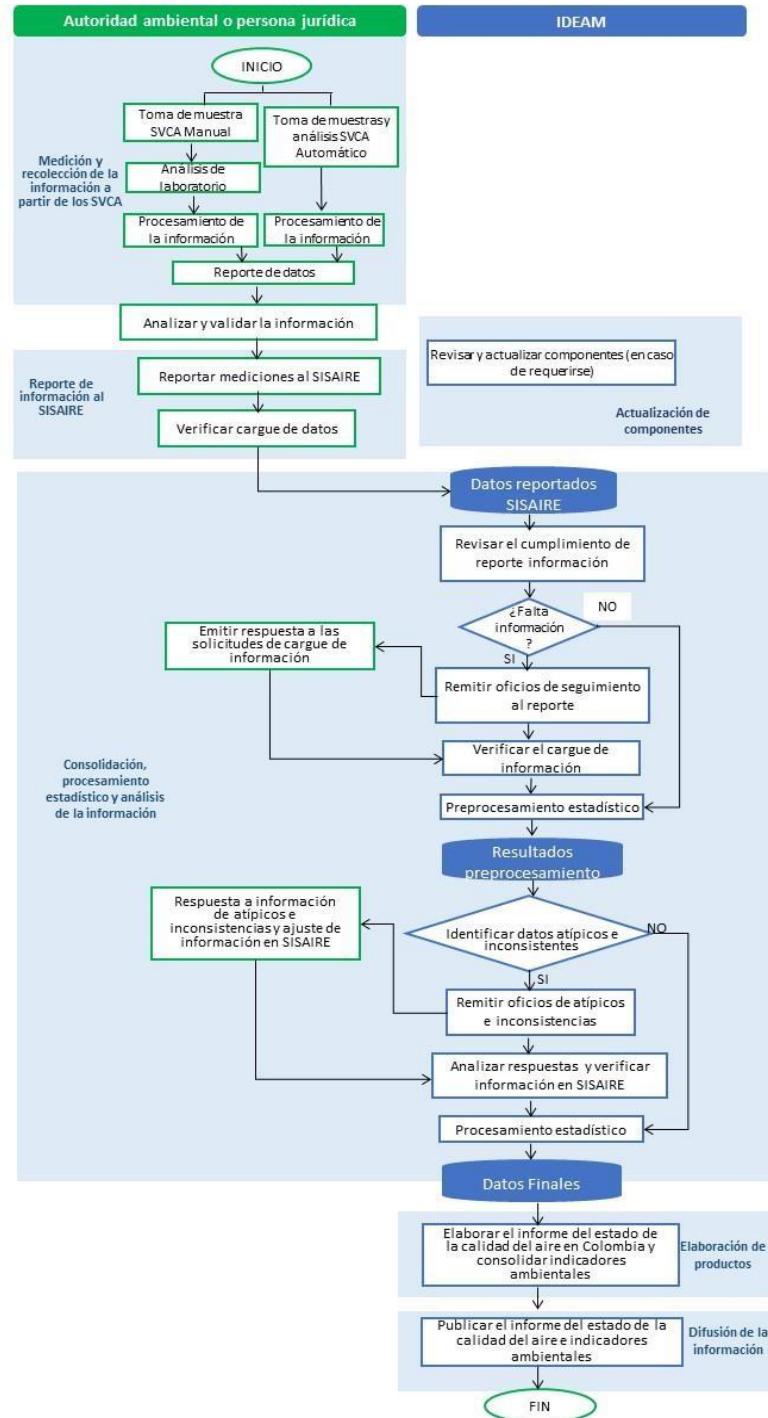 Autoridad ambiental o persona jurídica
IDEAM
INICIO
Toma de muestra
SVCA Manual
Toma de muestras y
análisis SVCA
Automático
Medición y
recolección de la
información a
partir de los SVCA
Análisis de
laboratorio
Procesamiento de
la información
Procesamiento de
la información
Reporte de datos
Analizar y validar la información
Reporte de
información al
SISAIRE
Reportar mediciones al SISAIRE
Verificar cargue de datos
Revisar y actualizar componentes (en caso
de requerirse)
Actualización de
componentes
Datos reportados
SISAIRE
Revisar el cumplimiento de
reporte información
¿Falta
información
?
NO
SI
Emitir respuesta a las
solicitudes de cargue de
información
Remitir oficios de seguimiento
al reporte
Verificar el cargue de
información
Consolidación,
procesamiento
estadístico y análisis
de la información
Preprocesamiento estadístico
Resultados
preprocesamiento
Respuesta a información
de atípicos e
inconsistencias y ajuste de
información en SISAIRE
Identificar datos atípicos e
inconsistentes
NO
SI
Remitir oficios de atípicos
e inconsistencias
Analizar respuestas y verificar
información en SISAIRE
Procesamiento estadístico
Datos Finales
Elaborar el informe del estado de
la calidad del aire en Colombia y
consolidar indicadores
ambientales
Elaboración de
productos
Publicar el informe del estado de la
calidad del aire e indicadores
ambientales
Difusión de la
información
FIN